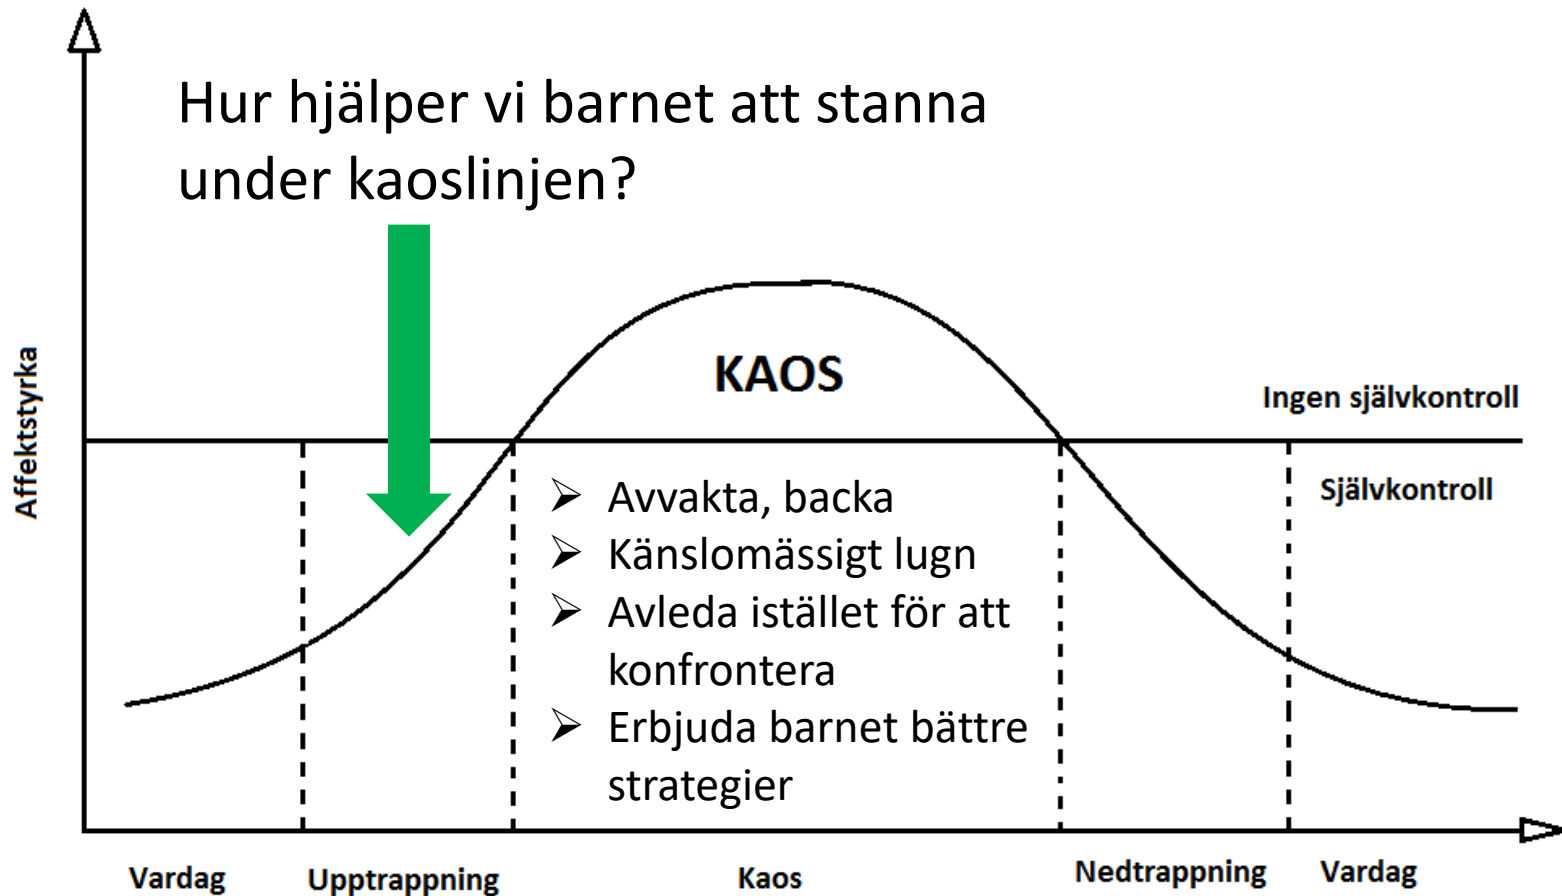 Hur hjälper vi barnet att stanna
under kaoslinjen?
Affektstyrka
KAOS
Ingen självkontroll
Självkontroll
➢ Avvakta, backa
➢ Känslomässigt lugn
➢ Avleda istället för att
konfrontera
➢ Erbjuda barnet bättre
strategier
Vardag
Upptrappning
Kaos
Nedtrappning
Vardag